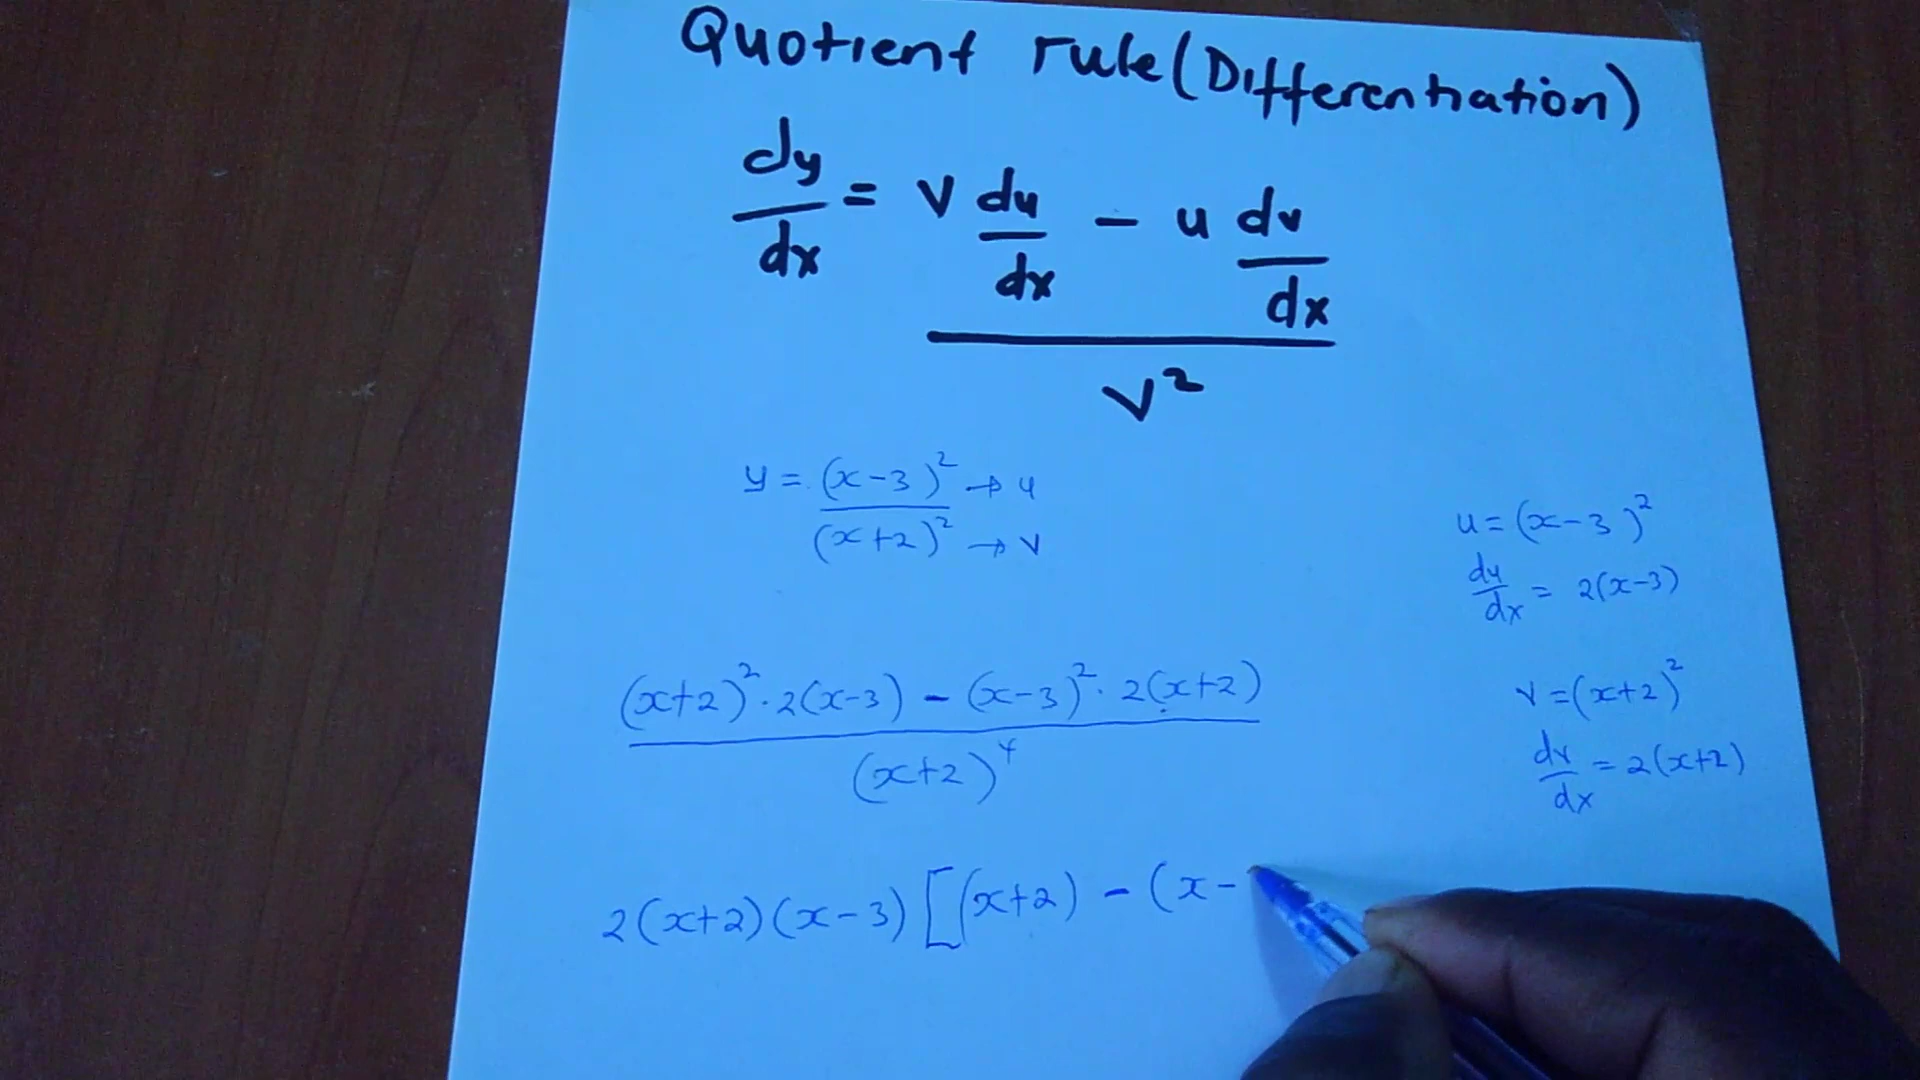 Quotient rule (Differentiation)
dy/dx = v du/dx - u dv/dx
v²
y = (x-3)² → u
(x+2)² → v
u = (x-3)²
du/dx = 2(x-3)
(x+2)² · 2(x-3) - (x-3)² · 2(x+2)
(x+2)⁴
v = (x+2)²
dv/dx = 2(x+2)
2(x+2)(x-3) [(x+2) - (x-